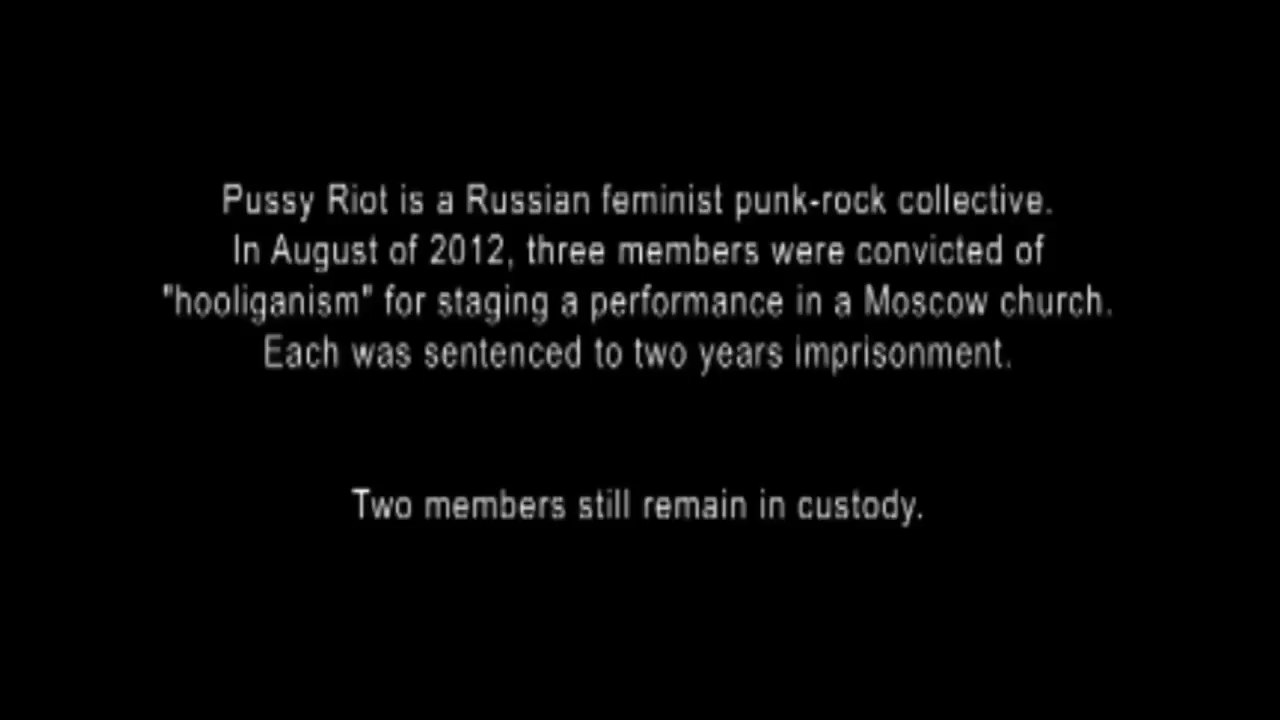 Pussy Riot is a Russian feminist punk-rock collective.
In August of 2012, three members were convicted of
"hooliganism" for staging a performance in a Moscow church.
Each was sentenced to two years imprisonment.
Two members still remain in custody.